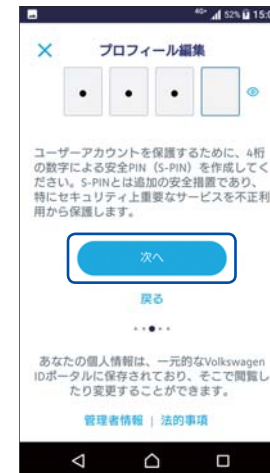 4G+ 52% 15:0
プロフィール編集
ユーザーアカウントを保護するために、4桁
の数字による安全PIN（S-PIN）を作成してく
ださい。S-PINとは追加の安全措置であり、
特にセキュリティ上重要なサービスを不正利
用から保護します。
次へ
戻る
あなたの個人情報は、一元的なVolkswagen
IDポータルに保存されており、そこで閲覧し
たり変更することができます。
管理者情報 | 法的事項